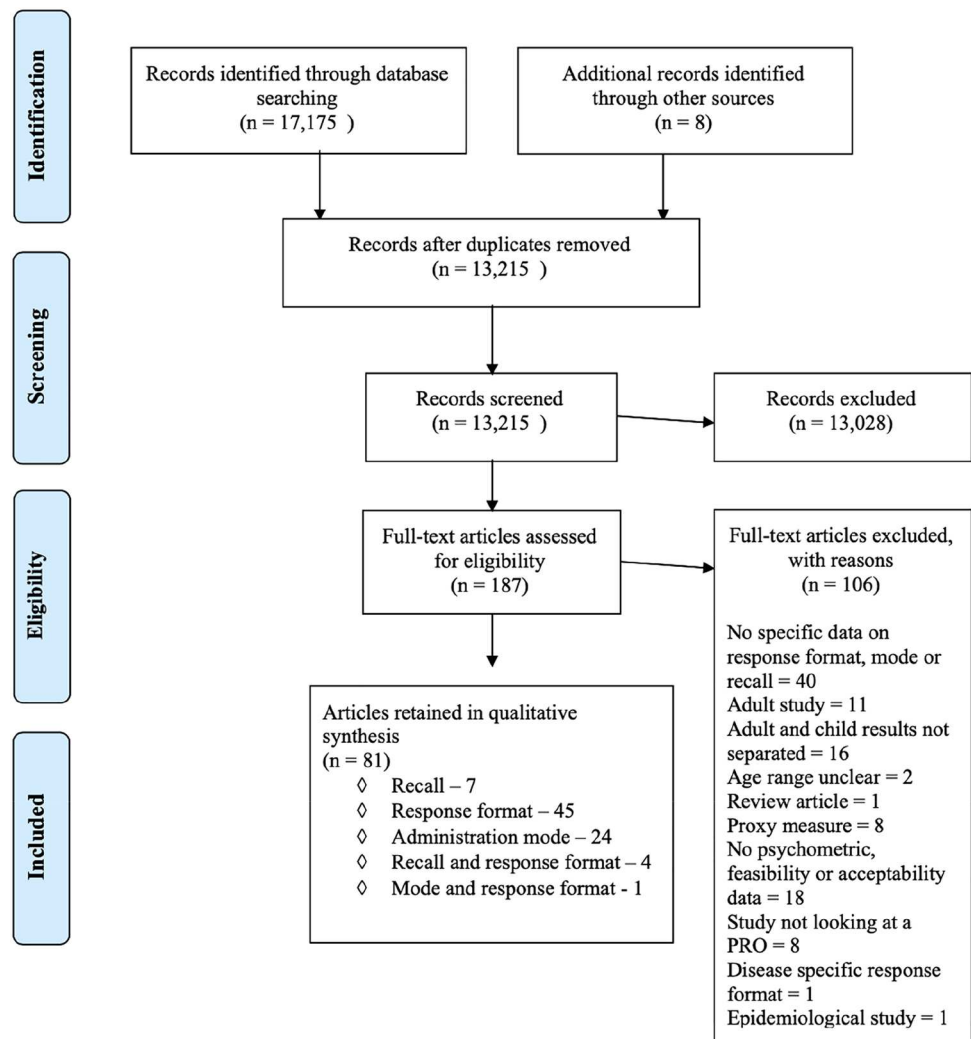 Identification
Records identified through database
searching
(n = 17,175 )
Additional records identified
through other sources
(n = 8)
Records after duplicates removed
(n = 13,215 )
Screening
Records screened
(n = 13,215 )
Records excluded
(n = 13,028)
Eligibility
Full-text articles assessed
for eligibility
(n = 187)
Full-text articles excluded,
with reasons
(n = 106)
No specific data on
response format, mode or
recall = 40
Adult study = 11
Adult and child results not
separated = 16
Age range unclear = 2
Review article = 1
Proxy measure = 8
No psychometric,
feasibility or acceptability
data = 18
Study not looking at a
PRO = 8
Disease specific response
format = 1
Epidemiological study = 1
Included
Articles retained in qualitative
synthesis
(n = 81)
◊ Recall – 7
◊ Response format – 45
◊ Administration mode – 24
◊ Recall and response format – 4
◊ Mode and response format - 1